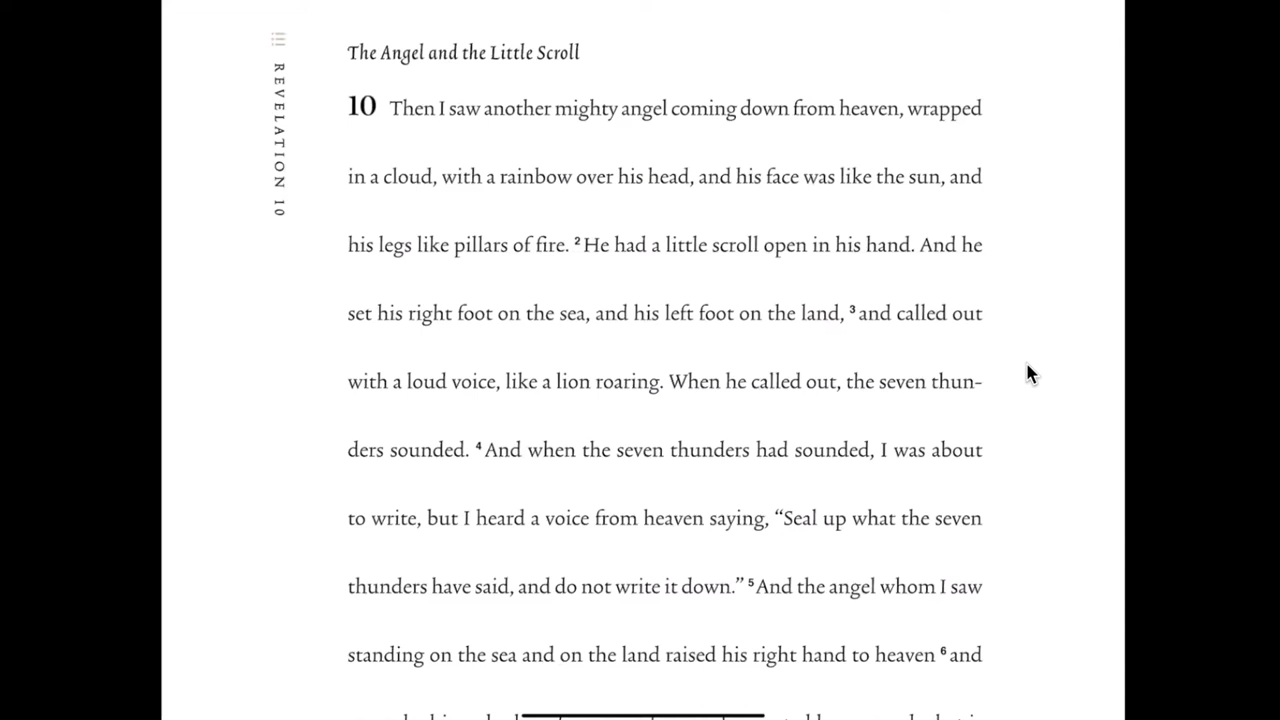 REVELATION 10
The Angel and the Little Scroll
10 Then I saw another mighty angel coming down from heaven, wrapped
in a cloud, with a rainbow over his head, and his face was like the sun, and
his legs like pillars of fire. 2 He had a little scroll open in his hand. And he
set his right foot on the sea, and his left foot on the land, 3 and called out
with a loud voice, like a lion roaring. When he called out, the seven thun-
ders sounded. 4 And when the seven thunders had sounded, I was about
to write, but I heard a voice from heaven saying, “Seal up what the seven
thunders have said, and do not write it down.” 5 And the angel whom I saw
standing on the sea and on the land raised his right hand to heaven 6 and